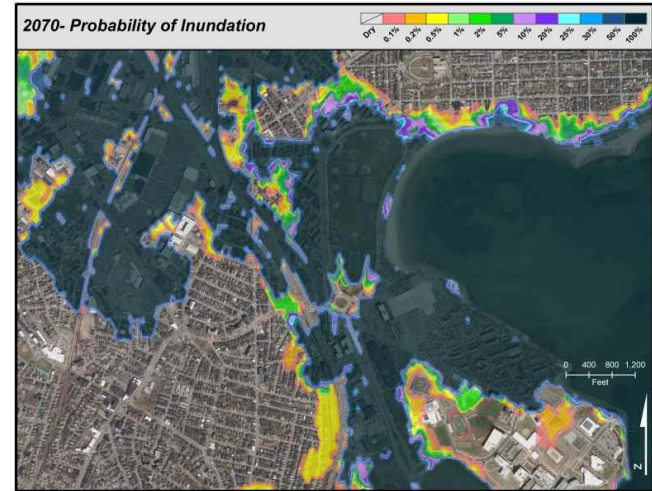 2070- Probability of Inundation
Dry 0.1% 0.2% 0.5% 1% 2% 5% 10% 20% 25% 30% 50% 100%
0 400 800 1,200
Feet
N